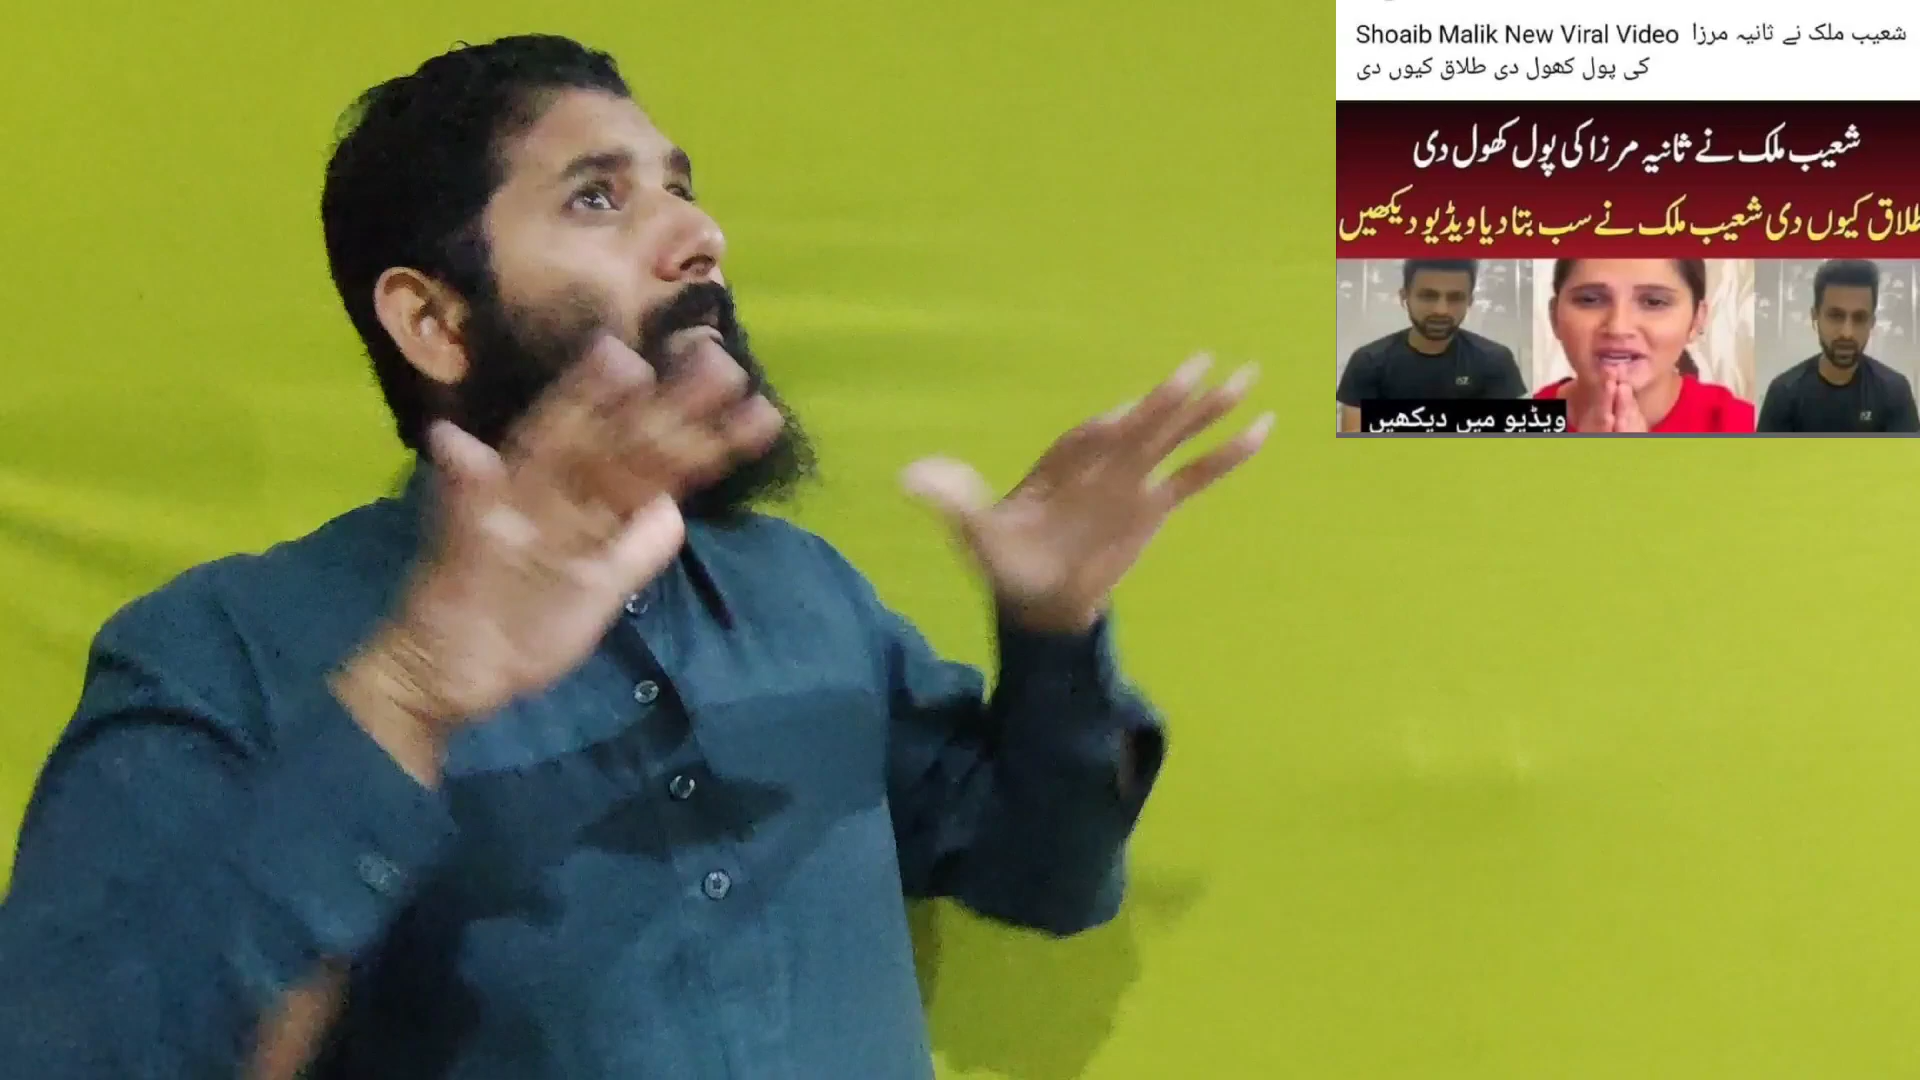 Shoaib Malik New Viral Video شعیب ملک نے ثانیہ مرزا
کی پول کھول دی طلاق کیوں دی
شعیب ملک نے ثانیہ مرزا کی پول کھول دی
طلاق کیوں دی شعیب ملک نے سب بتا دیا ویڈیو دیکھیں
ویڈیو میں دیکھیں